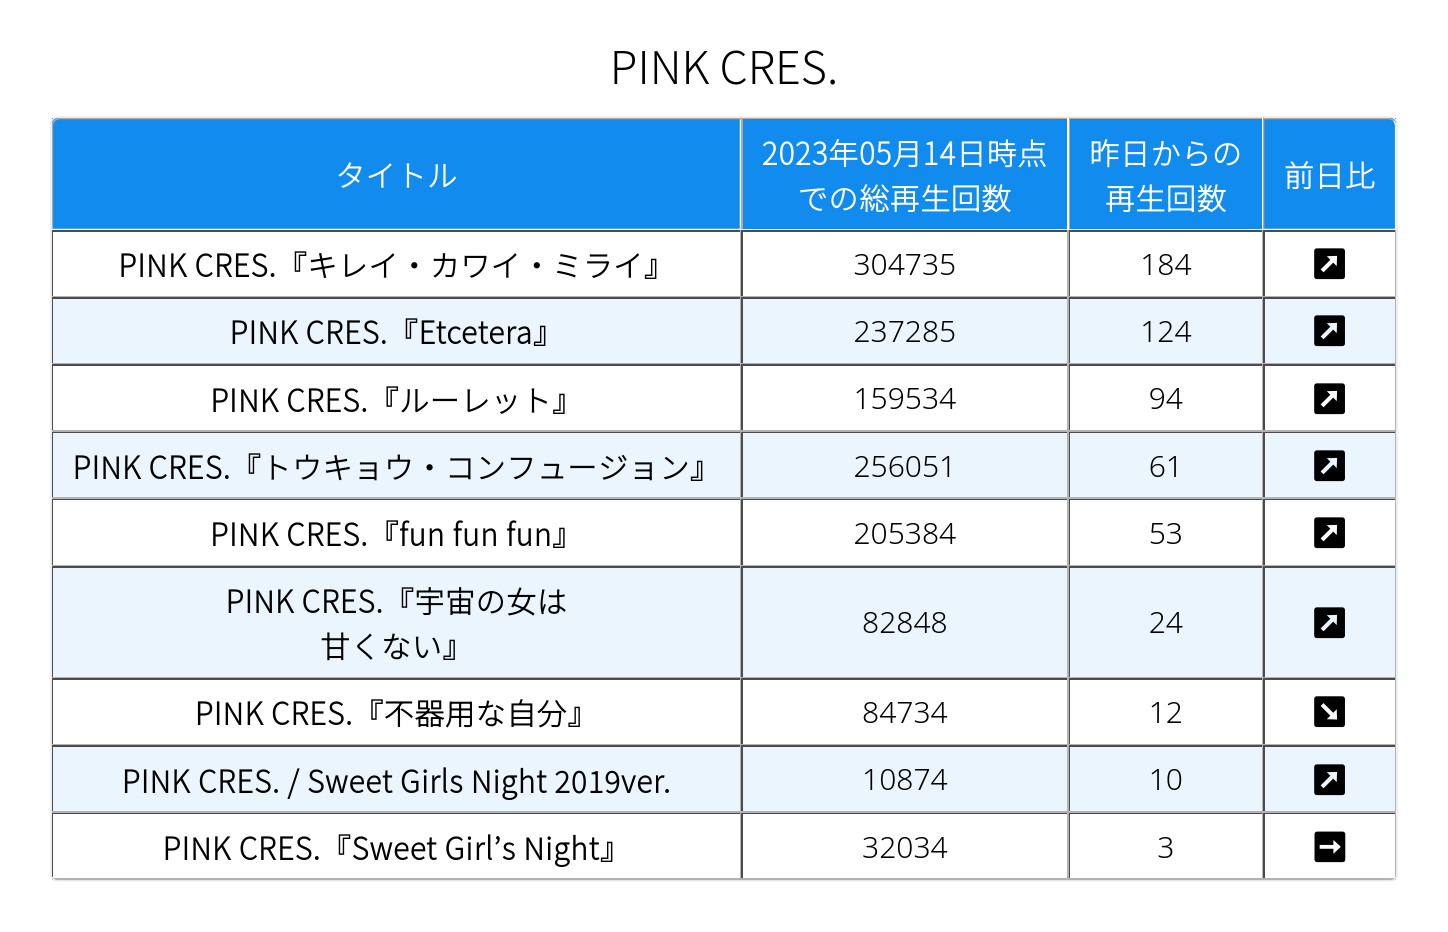 PINK CRES.
タイトル
2023年05月14日時点
での総再生回数
昨日からの
再生回数
前日比
PINK CRES.『キレイ・カワイ・ミライ』 304735 184
PINK CRES.『Etcetera』 237285 124
PINK CRES.『ルーレット』 159534 94
PINK CRES.『トウキョウ・コンフュージョン』 256051 61
PINK CRES.『fun fun fun』 205384 53
PINK CRES.『宇宙の女は
甘くない』 82848 24
PINK CRES.『不器用な自分』 84734 12
PINK CRES. / Sweet Girls Night 2019ver. 10874 10
PINK CRES.『Sweet Girl’s Night』 32034 3